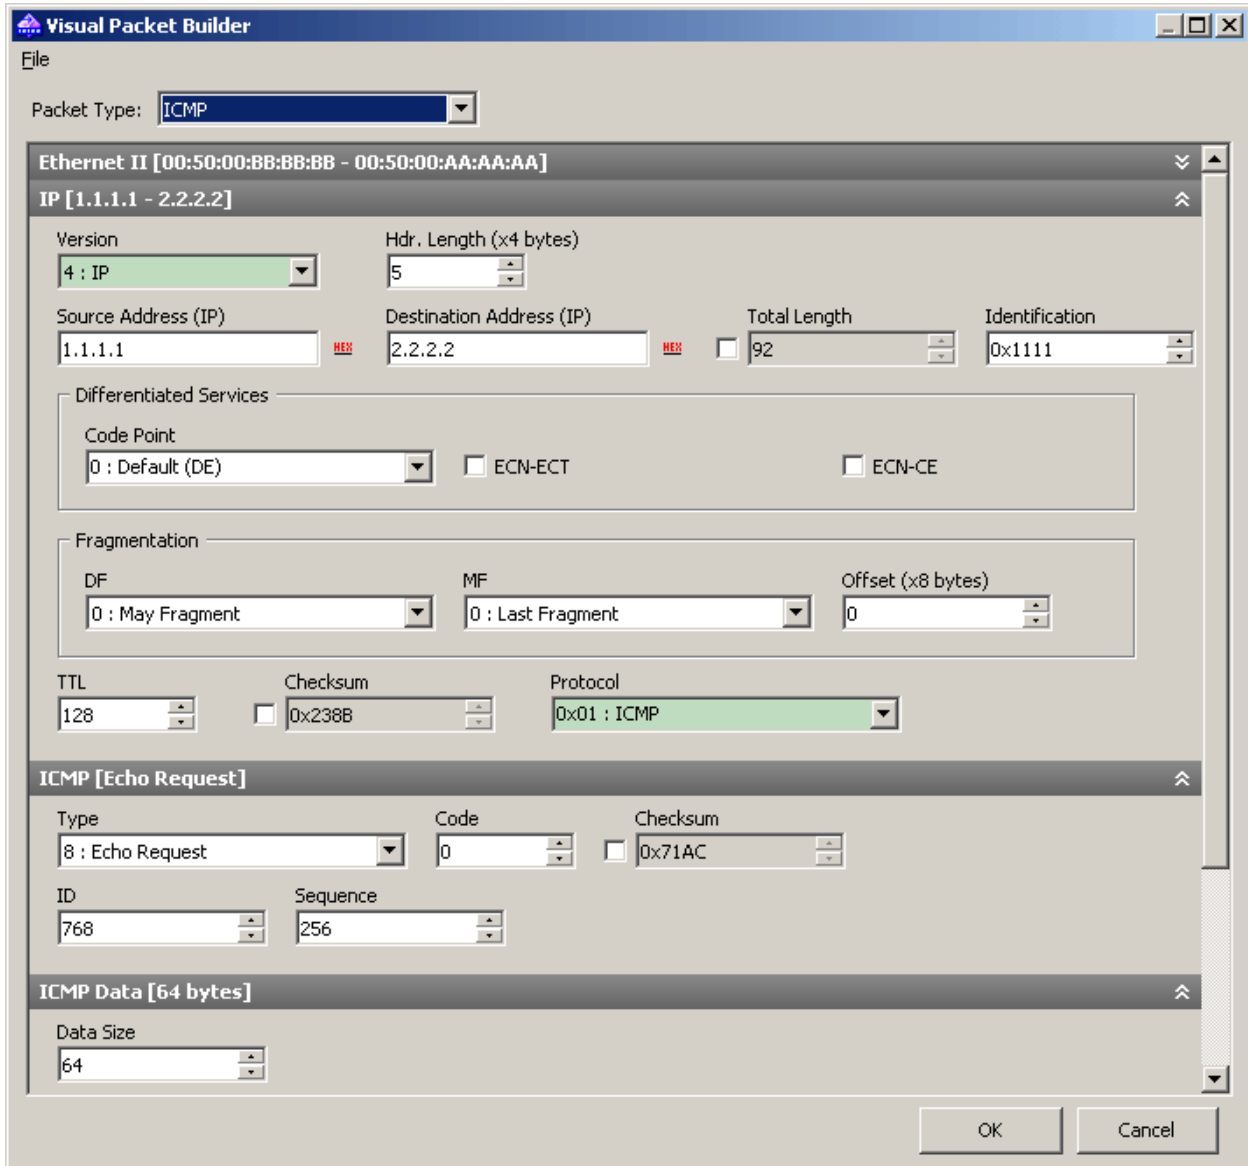 Visual Packet Builder
File
Packet Type: ICMP
Ethernet II [00:50:00:BB:BB:BB - 00:50:00:AA:AA:AA]
IP [1.1.1.1 - 2.2.2.2]
Version Hdr. Length (x4 bytes)
4 : IP 5
Source Address (IP) Destination Address (IP) Total Length Identification
1.1.1.1 HEX 2.2.2.2 HEX 92 0x1111
Differentiated Services
Code Point
0 : Default (DE) ECN-ECT ECN-CE
Fragmentation
DF MF Offset (x8 bytes)
0 : May Fragment 0 : Last Fragment 0
TTL Checksum Protocol
128 0x238B 0x01 : ICMP
ICMP [Echo Request]
Type Code Checksum
8 : Echo Request 0 0x71AC
ID Sequence
768 256
ICMP Data [64 bytes]
Data Size
64
OK Cancel